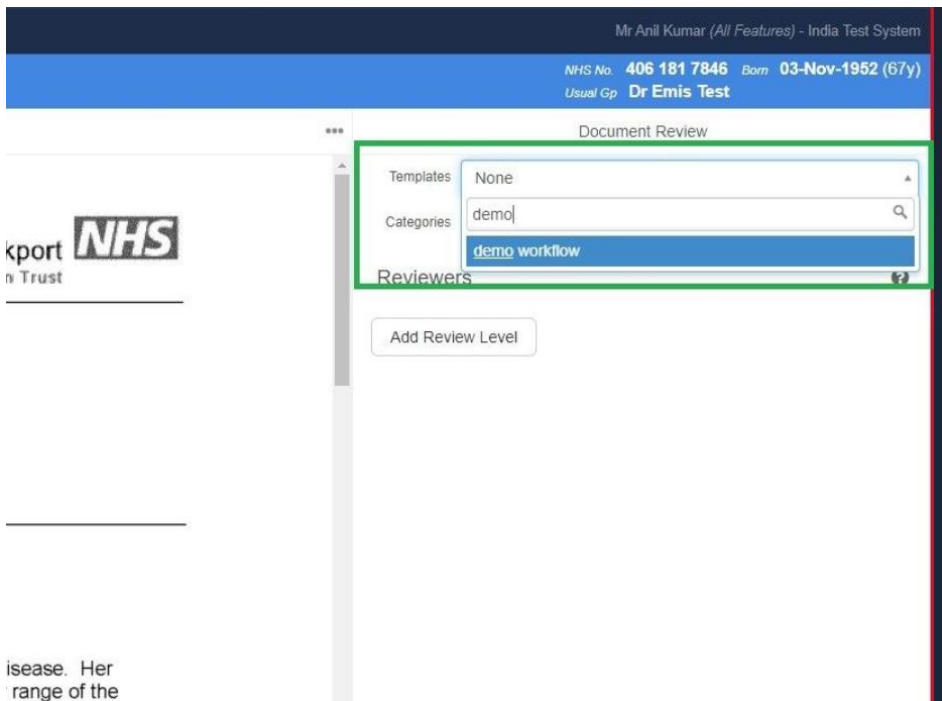 Mr Anil Kumar (All Features) - India Test System
NHS No. 406 181 7846 Born 03-Nov-1952 (67y)
Usual Gp Dr Emis Test
Document Review
Templates None
demo
Categories
demo workflow
Reviewers
Add Review Level
kport NHS
n Trust
isease. Her
range of the